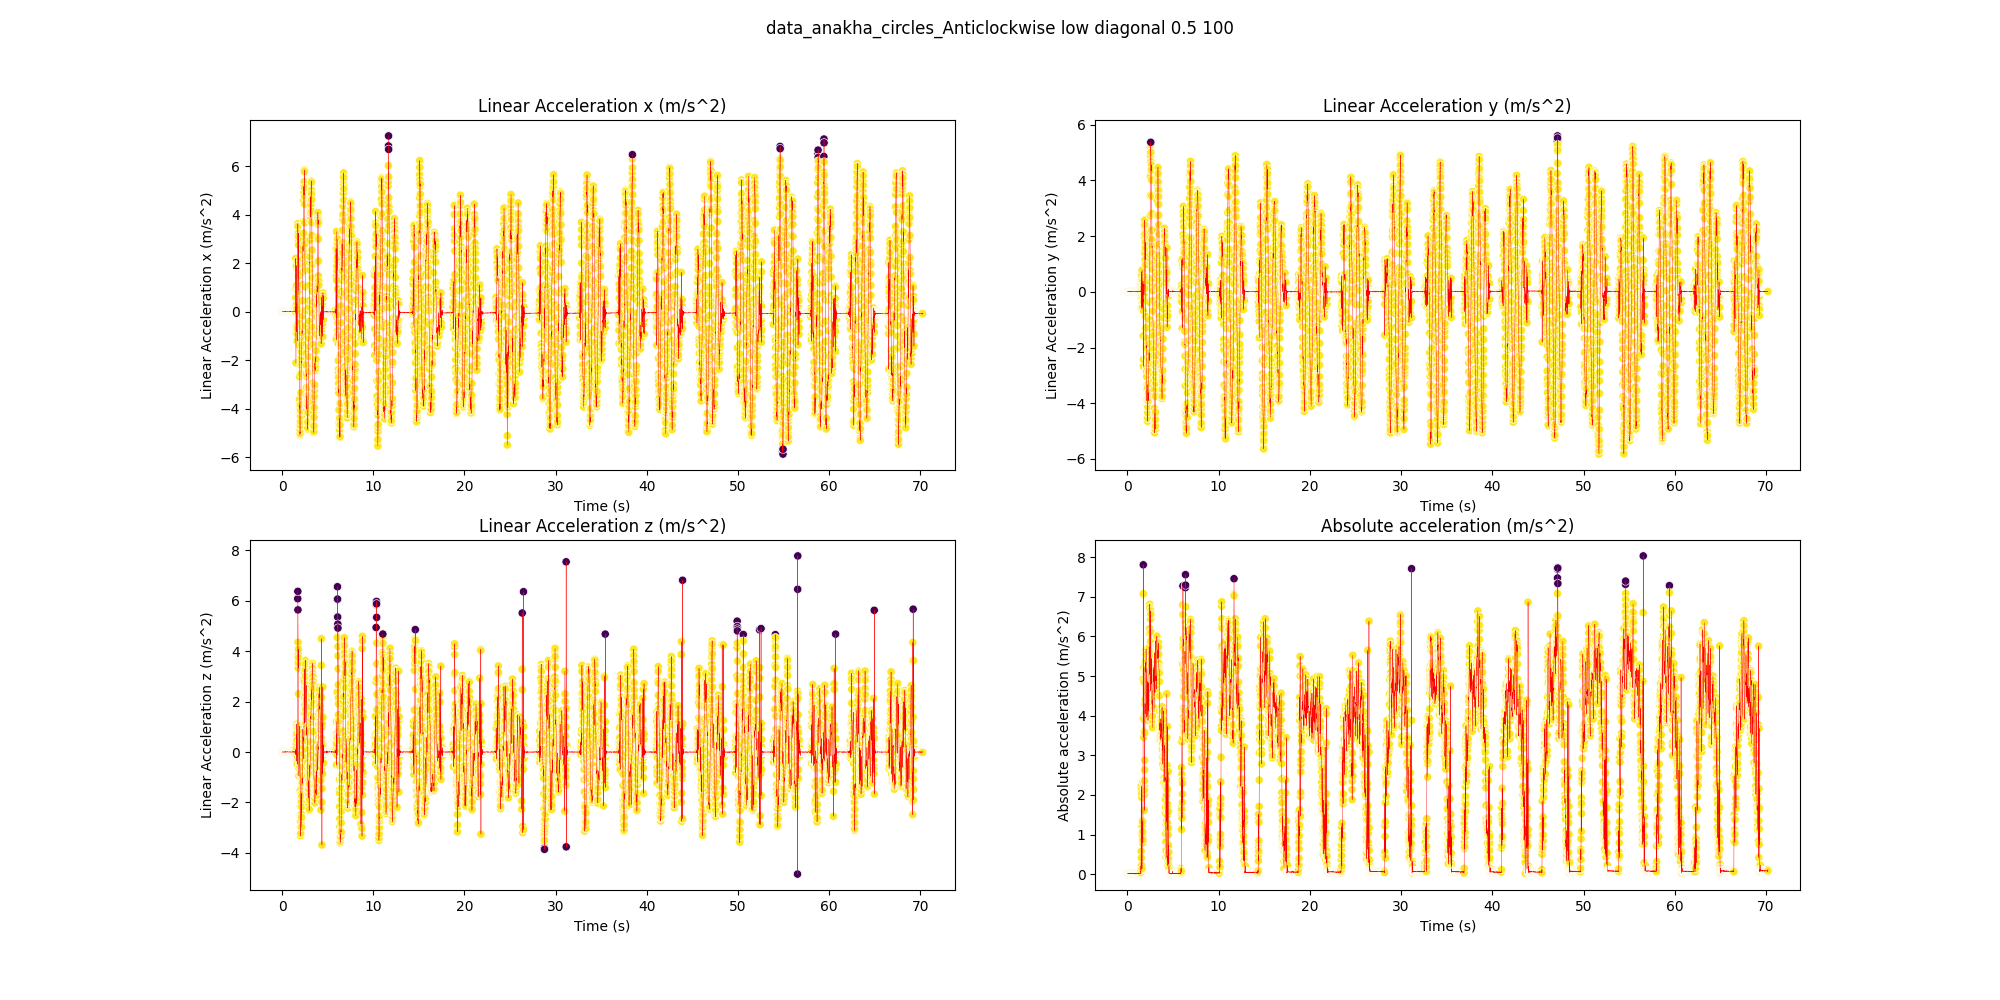 data_anakha_circles_Anticlockwise low diagonal 0.5 100
Linear Acceleration x (m/s^2)
Linear Acceleration x (m/s^2)
6
4
2
0
−2
−4
−6
0 10 20 30 40 50 60 70
Time (s)
Linear Acceleration y (m/s^2)
Linear Acceleration y (m/s^2)
6
4
2
0
−2
−4
−6
0 10 20 30 40 50 60 70
Time (s)
Linear Acceleration z (m/s^2)
Linear Acceleration z (m/s^2)
8
6
4
2
0
−2
−4
0 10 20 30 40 50 60 70
Time (s)
Absolute acceleration (m/s^2)
Absolute acceleration (m/s^2)
8
7
6
5
4
3
2
1
0
0 10 20 30 40 50 60 70
Time (s)